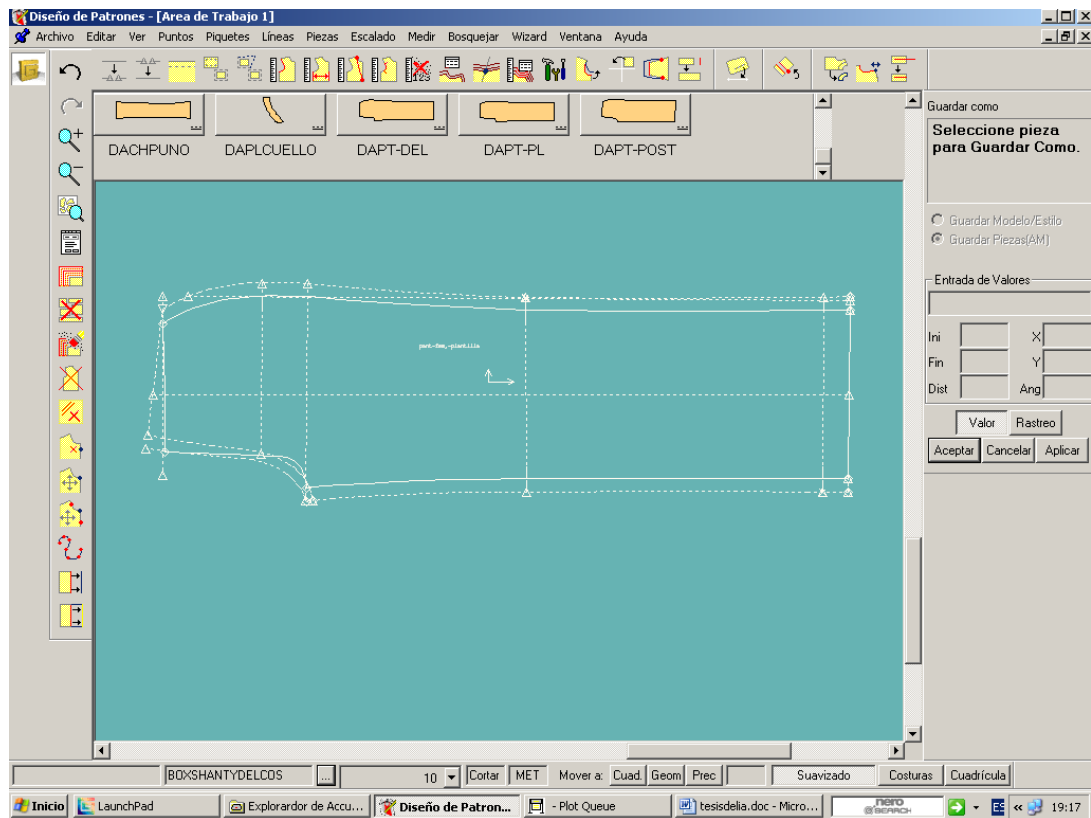 Diseño de Patrones - [Area de Trabajo 1]
Archivo Editar Ver Puntos Piquetes Líneas Piezas Escalado Medir Bosquejar Wizard Ventana Ayuda
DACHPUNO DAPLCUELLO DAPT-DEL DAPT-PL DAPT-POST
Guardar como
Seleccione pieza
para Guardar Como.
Guardar Modelo/Estilo
Guardar Piezas(AM)
Entrada de Valores
Ini X
Fin Y
Dist Ang
Valor Rastreo
Aceptar Cancelar Aplicar
BOXSHANTYDELCOS ... 10 Cortar MET Mover a: Cuad. Geom Prec Suavizado Costuras Cuadrícula
Inicio LaunchPad Explorardor de Accu... Diseño de Patron... - Plot Queue tesisdelia.doc - Micro... nero SEARCH ES « 19:17